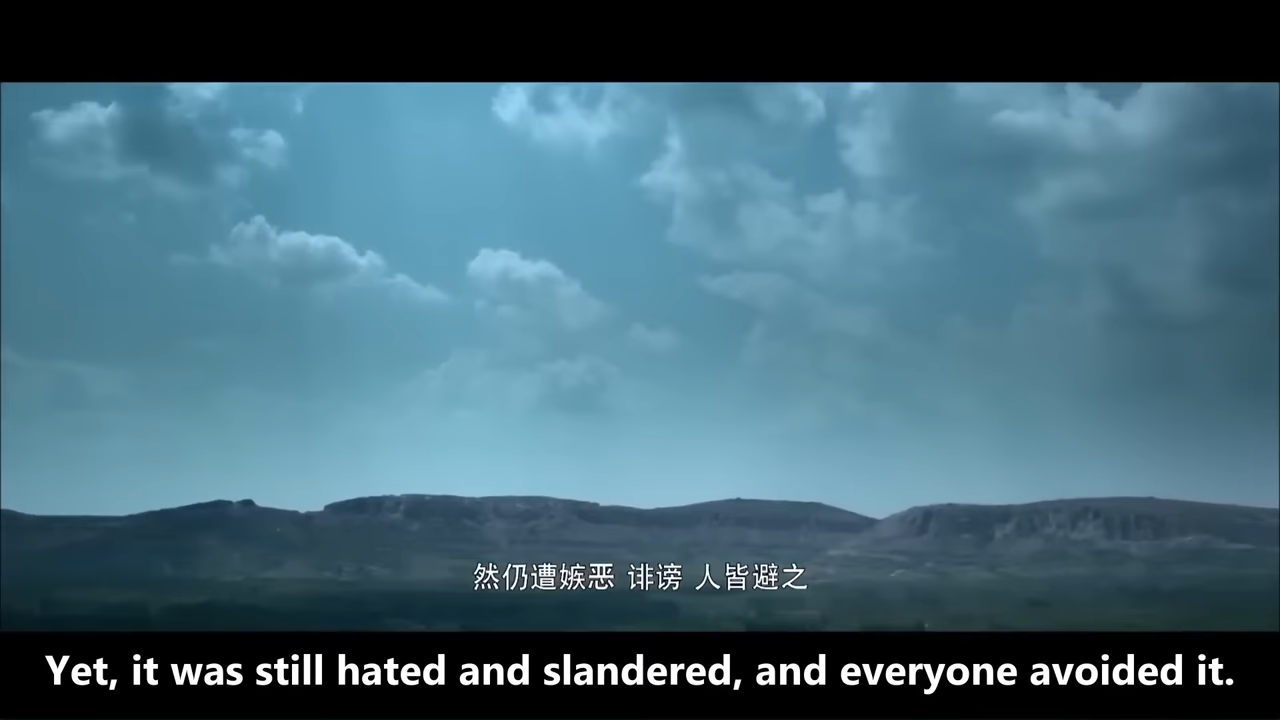 然仍遭嫉恶 诽谤 人皆避之
Yet, it was still hated and slandered, and everyone avoided it.